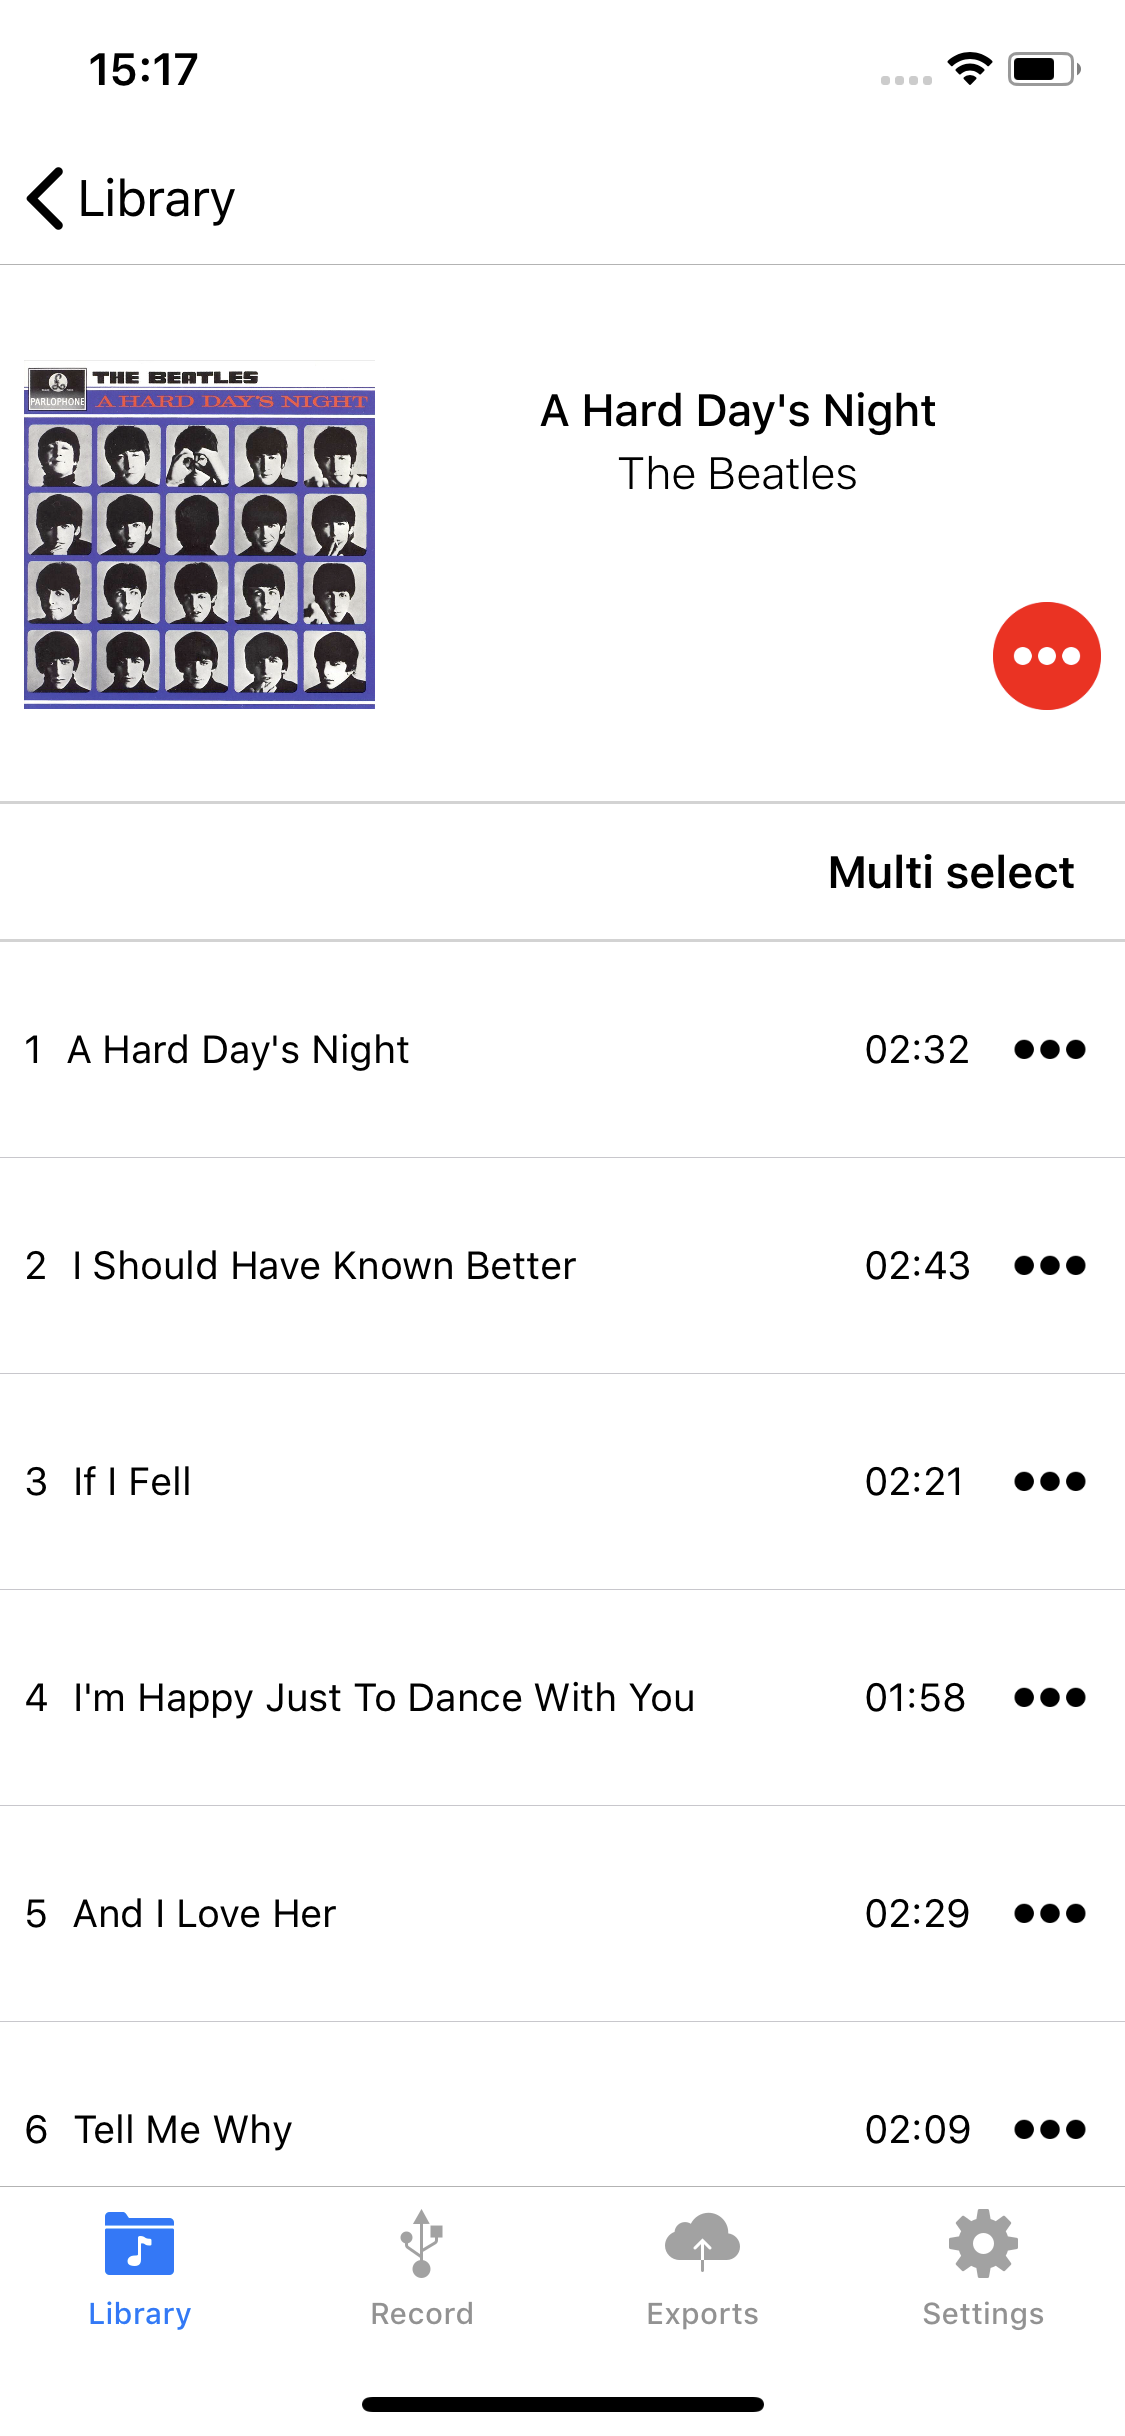 15:17
Library
THE BEATLES
PARLOPHONE
A HARD DAY'S NIGHT
A Hard Day's Night
The Beatles
Multi select
1 A Hard Day's Night 02:32
2 I Should Have Known Better 02:43
3 If I Fell 02:21
4 I'm Happy Just To Dance With You 01:58
5 And I Love Her 02:29
6 Tell Me Why 02:09
Library Record Exports Settings